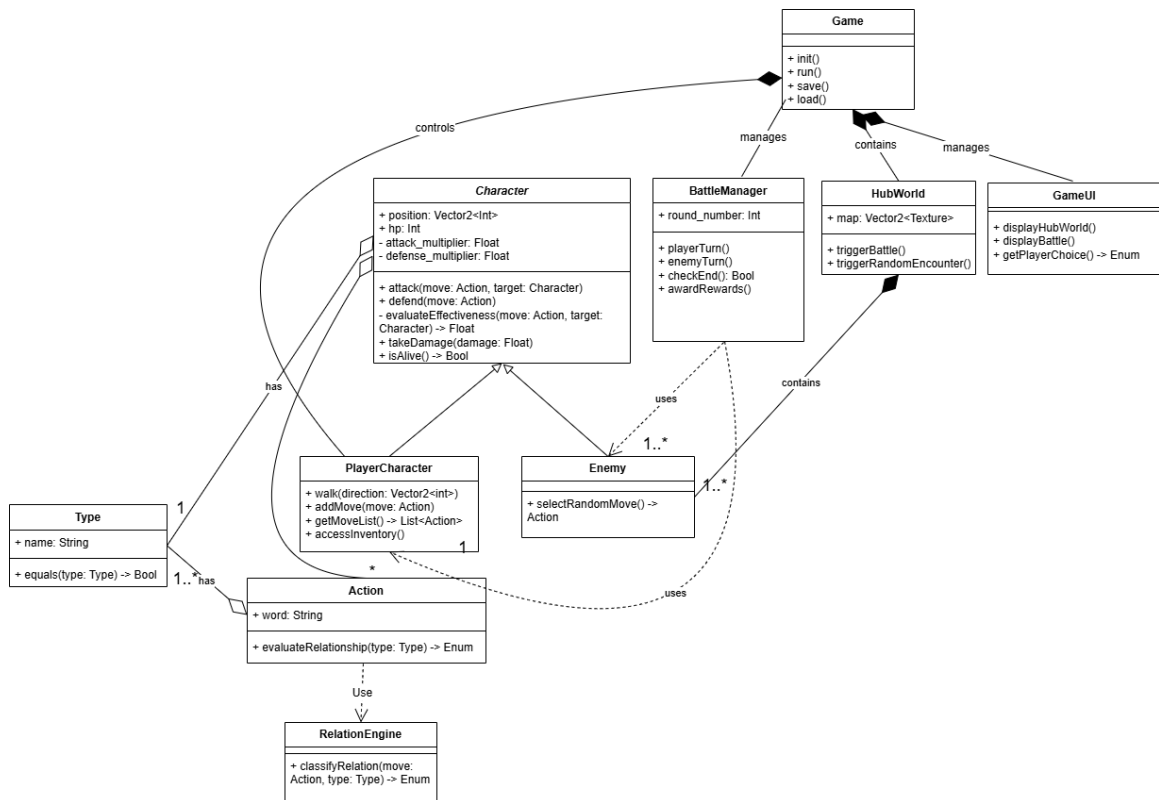 Game
+ init()
+ run()
+ save()
+ load()
controls
manages
contains
manages
Character
+ position: Vector2<Int>
+ hp: Int
- attack_multiplier: Float
- defense_multiplier: Float
+ attack(move: Action, target: Character)
+ defend(move: Action)
- evaluateEffectiveness(move: Action, target:
Character) -> Float
+ takeDamage(damage: Float)
+ isAlive() -> Bool
BattleManager
+ round_number: Int
+ playerTurn()
+ enemyTurn()
+ checkEnd(): Bool
+ awardRewards()
HubWorld
+ map: Vector2<Texture>
+ triggerBattle()
+ triggerRandomEncounter()
GameUI
+ displayHubWorld()
+ displayBattle()
+ getPlayerChoice() -> Enum
has
uses
contains
1..*
PlayerCharacter
+ walk(direction: Vector2<int>)
+ addMove(move: Action)
+ getMoveList() -> List<Action>
+ accessInventory()
1
Enemy
+ selectRandomMove() ->
Action
1..*
1
Type
+ name: String
+ equals(type: Type) -> Bool
1..*
has
*
uses
Action
+ word: String
+ evaluateRelationship(type: Type) -> Enum
Use
RelationEngine
+ classifyRelation(move:
Action, type: Type) -> Enum